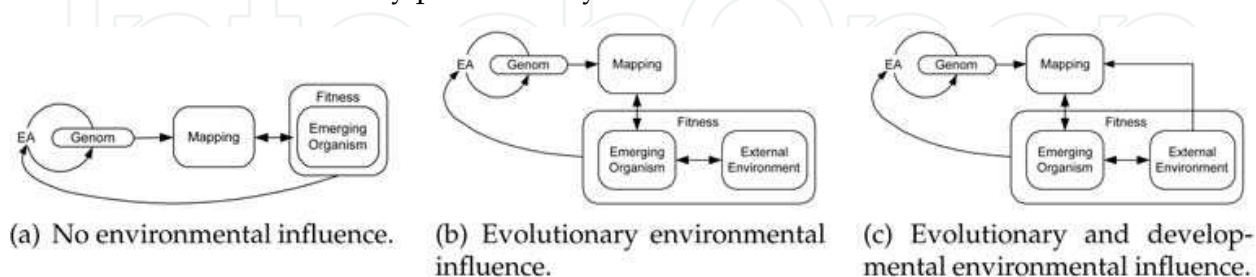 EA
Genom
Mapping
Fitness
Emerging
Organism
(a) No environmental influence.
EA
Genom
Mapping
Fitness
Emerging
Organism
External
Environment
(b) Evolutionary environmental
influence.
EA
Genom
Mapping
Fitness
Emerging
Organism
External
Environment
(c) Evolutionary and develop-
mental environmental influence.